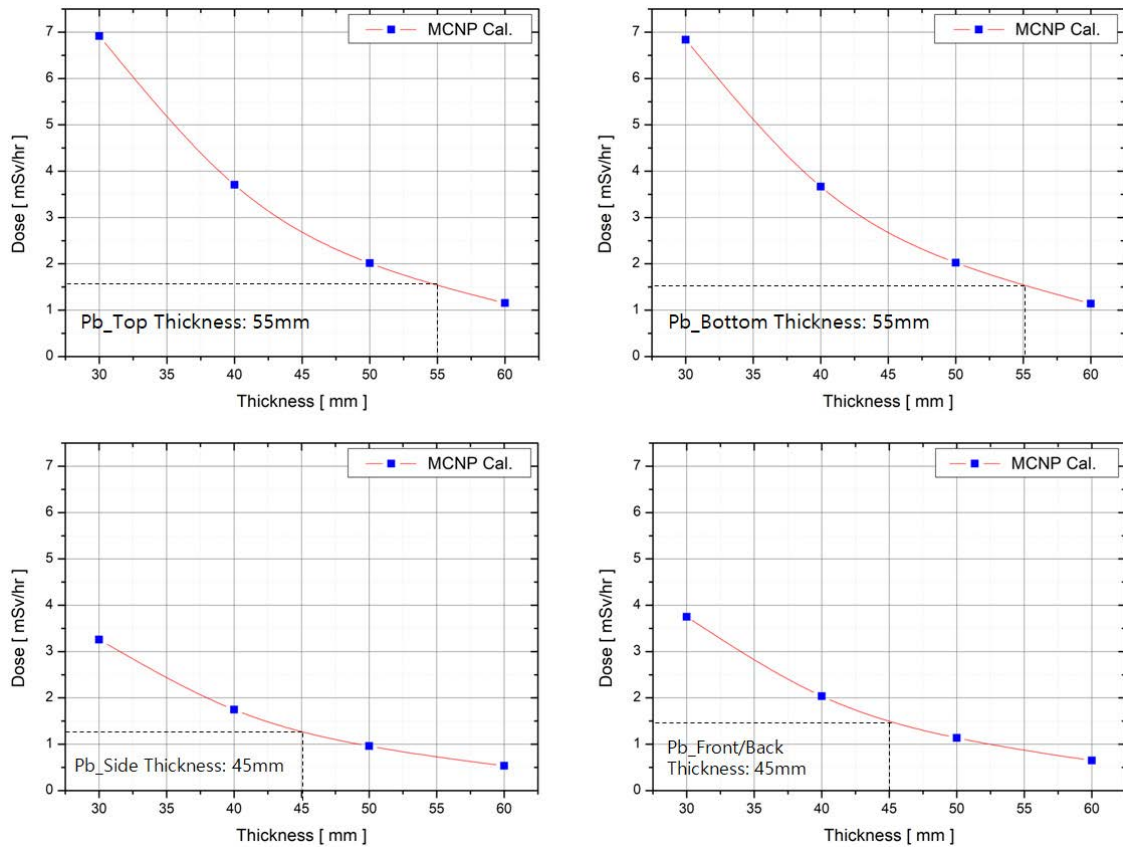 MCNP Cal.
7
6
5
4
3
2
1
0
Dose [ mSv/hr ]
Pb_Top Thickness: 55mm
30 35 40 45 50 55 60
Thickness [ mm ]
MCNP Cal.
7
6
5
4
3
2
1
0
Dose [ mSv/hr ]
Pb_Bottom Thickness: 55mm
30 35 40 45 50 55 60
Thickness [ mm ]
MCNP Cal.
7
6
5
4
3
2
1
0
Dose [ mSv/hr ]
Pb_Side Thickness: 45mm
30 35 40 45 50 55 60
Thickness [ mm ]
MCNP Cal.
7
6
5
4
3
2
1
0
Dose [ mSv/hr ]
Pb_Front/Back
Thickness: 45mm
30 35 40 45 50 55 60
Thickness [ mm ]